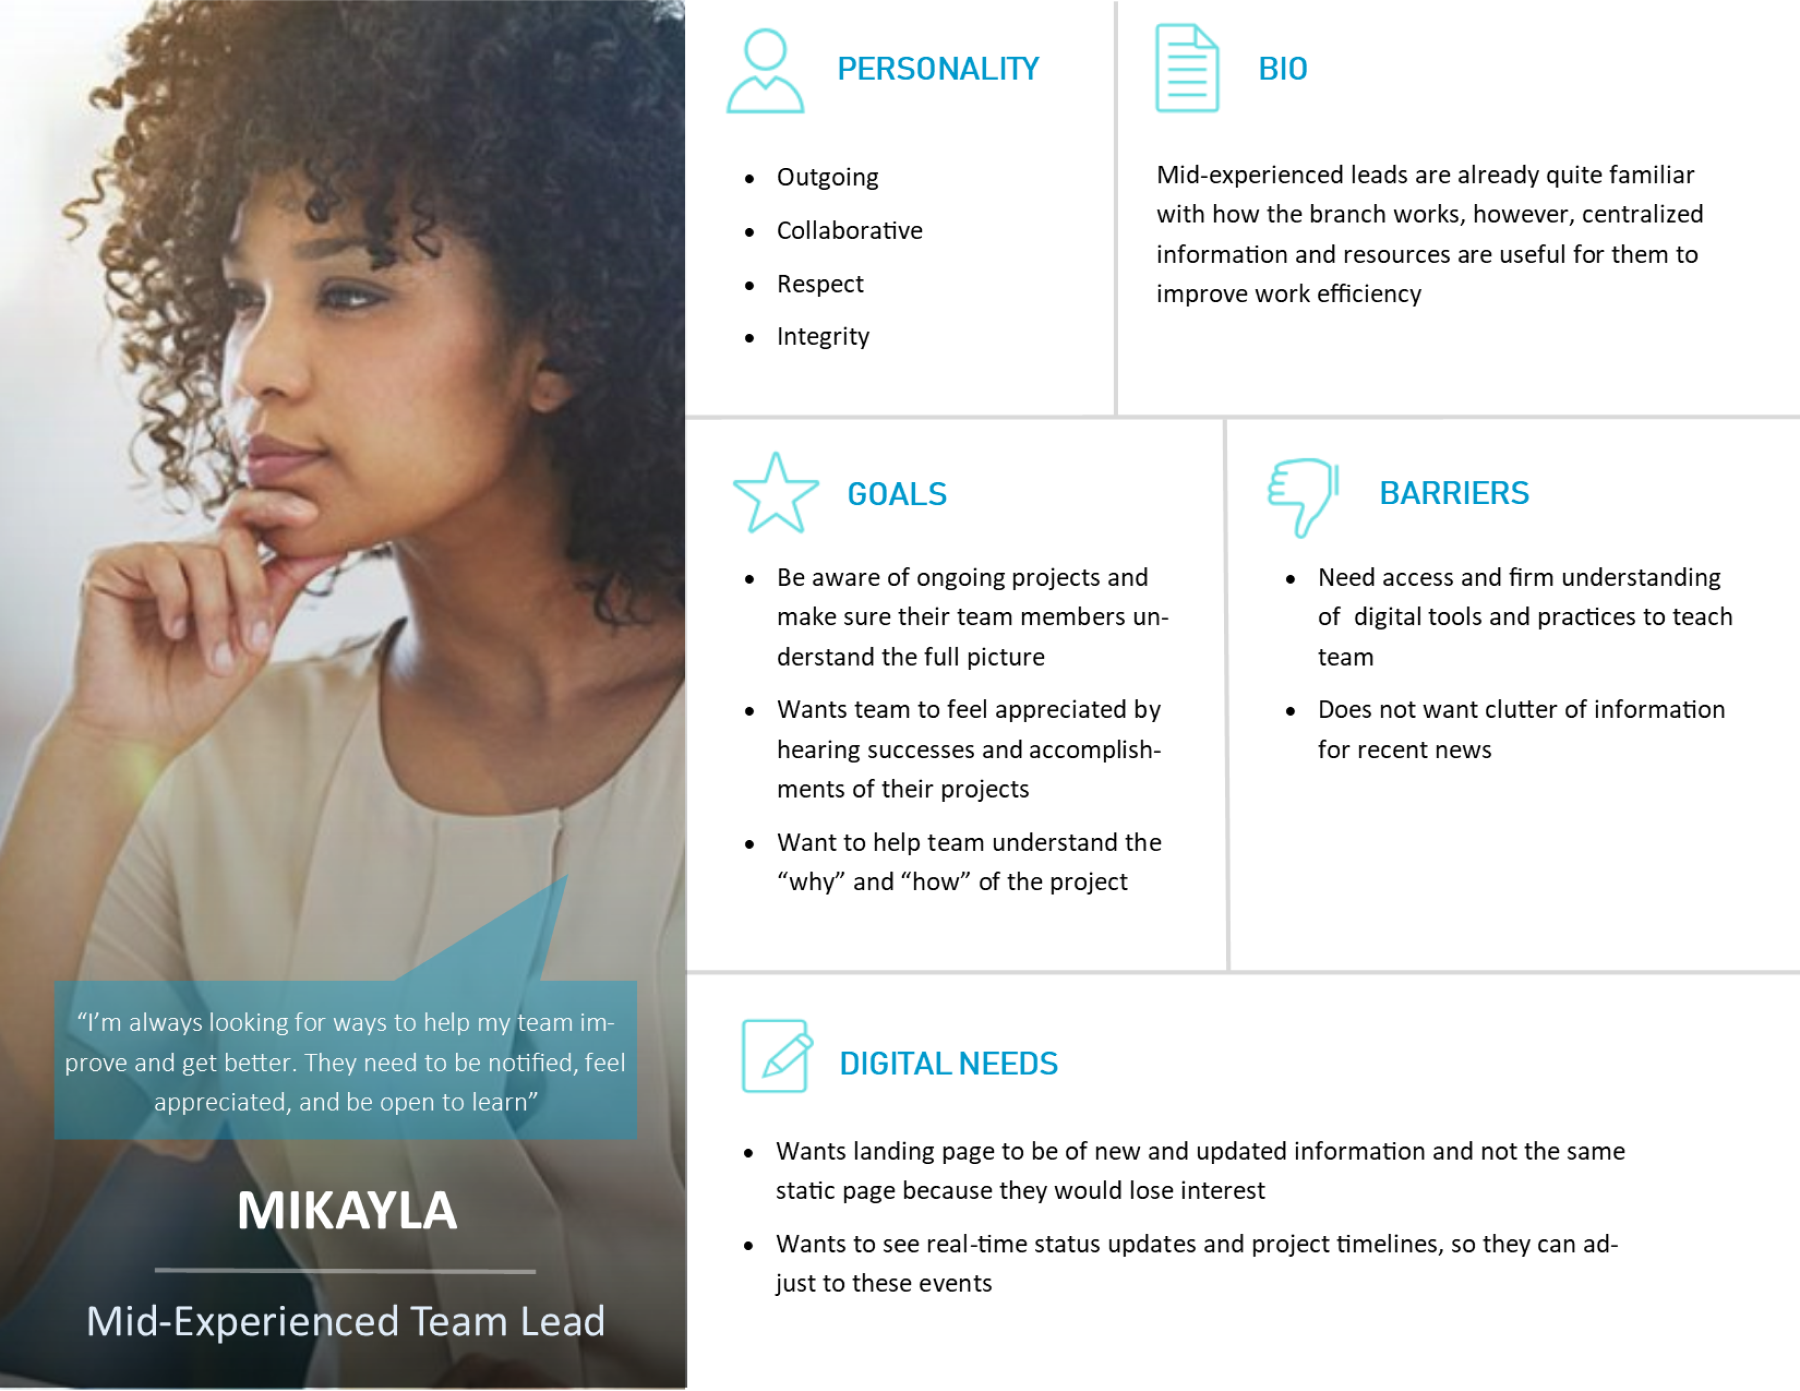 PERSONALITY
• Outgoing
• Collaborative
• Respect
• Integrity
BIO
Mid-experienced leads are already quite familiar
with how the branch works, however, centralized
information and resources are useful for them to
improve work efficiency
GOALS
• Be aware of ongoing projects and
make sure their team members un-
derstand the full picture
• Wants team to feel appreciated by
hearing successes and accomplish-
ments of their projects
• Want to help team understand the
“why” and “how” of the project
BARRIERS
• Need access and firm understanding
of  digital tools and practices to teach
team
• Does not want clutter of information
for recent news
“I’m always looking for ways to help my team im-
prove and get better. They need to be notified, feel
appreciated, and be open to learn”
MIKAYLA
Mid-Experienced Team Lead
DIGITAL NEEDS
• Wants landing page to be of new and updated information and not the same
static page because they would lose interest
• Wants to see real-time status updates and project timelines, so they can ad-
just to these events